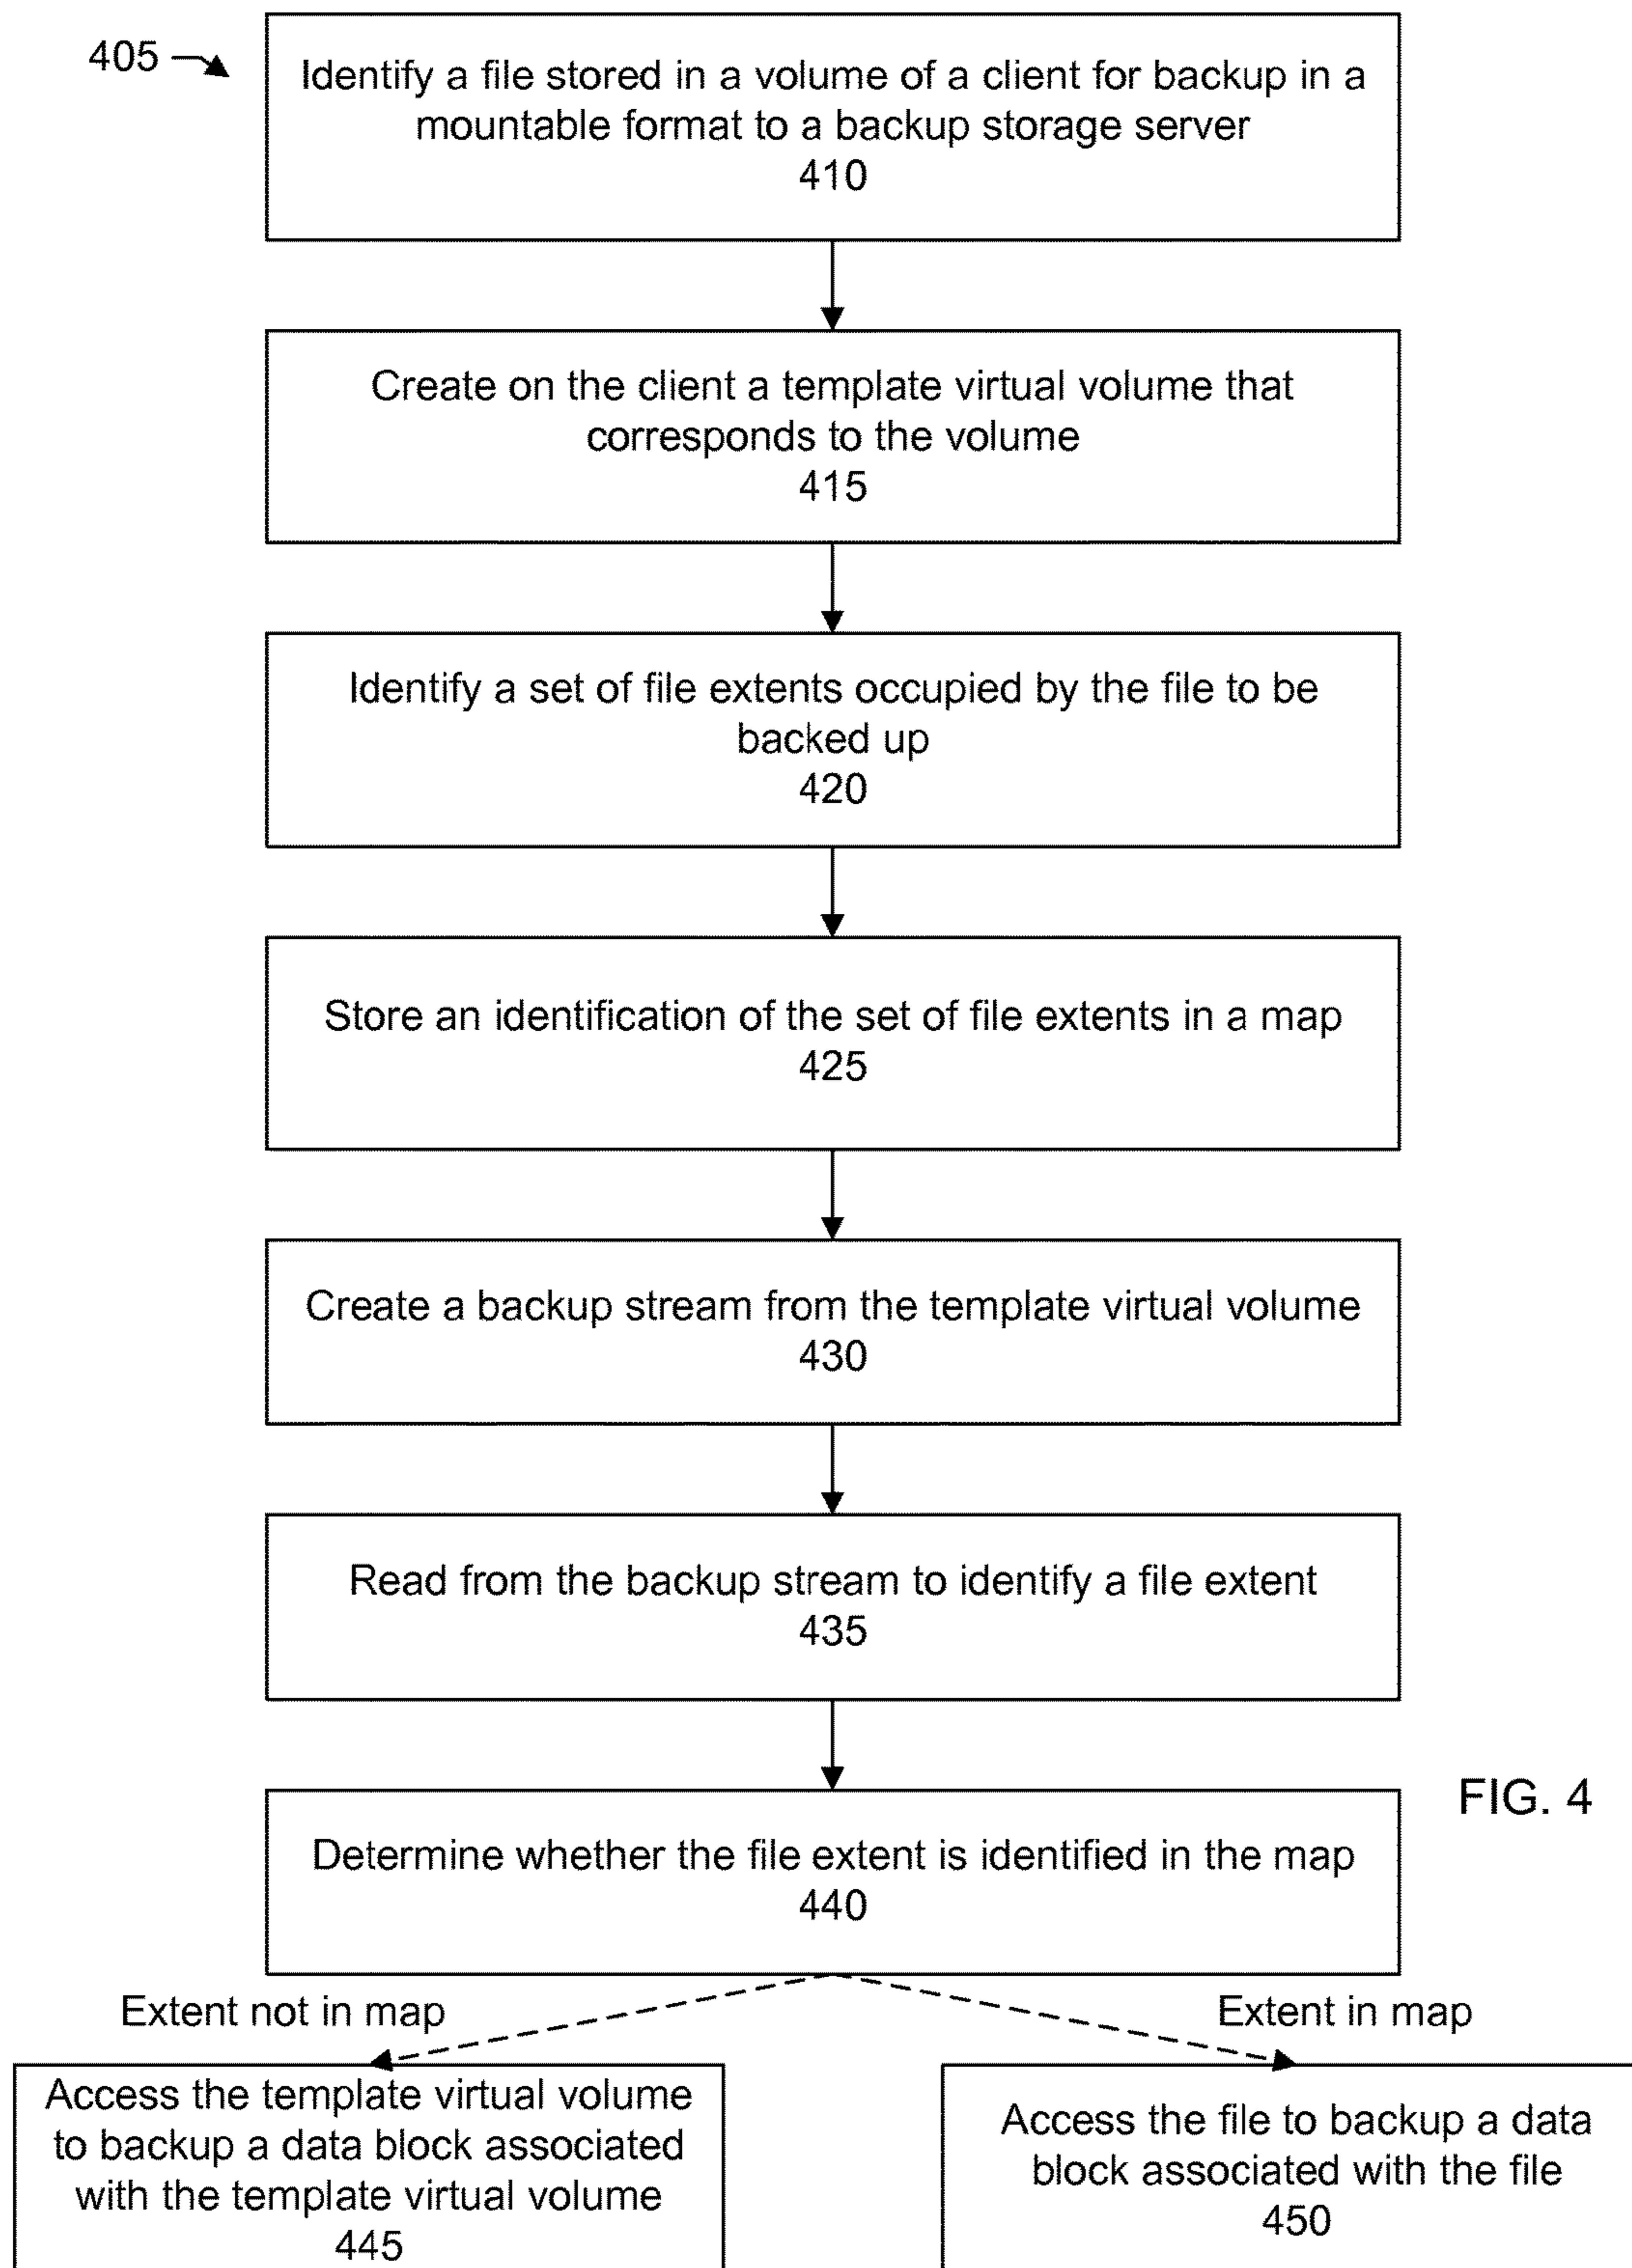 405
Identify a file stored in a volume of a client for backup in a
mountable format to a backup storage server
410
Create on the client a template virtual volume that
corresponds to the volume
415
Identify a set of file extents occupied by the file to be
backed up
420
Store an identification of the set of file extents in a map
425
Create a backup stream from the template virtual volume
430
Read from the backup stream to identify a file extent
435
FIG. 4
Determine whether the file extent is identified in the map
440
Extent not in map
Extent in map
Access the template virtual volume
to backup a data block associated
with the template virtual volume
445
Access the file to backup a data
block associated with the file
450